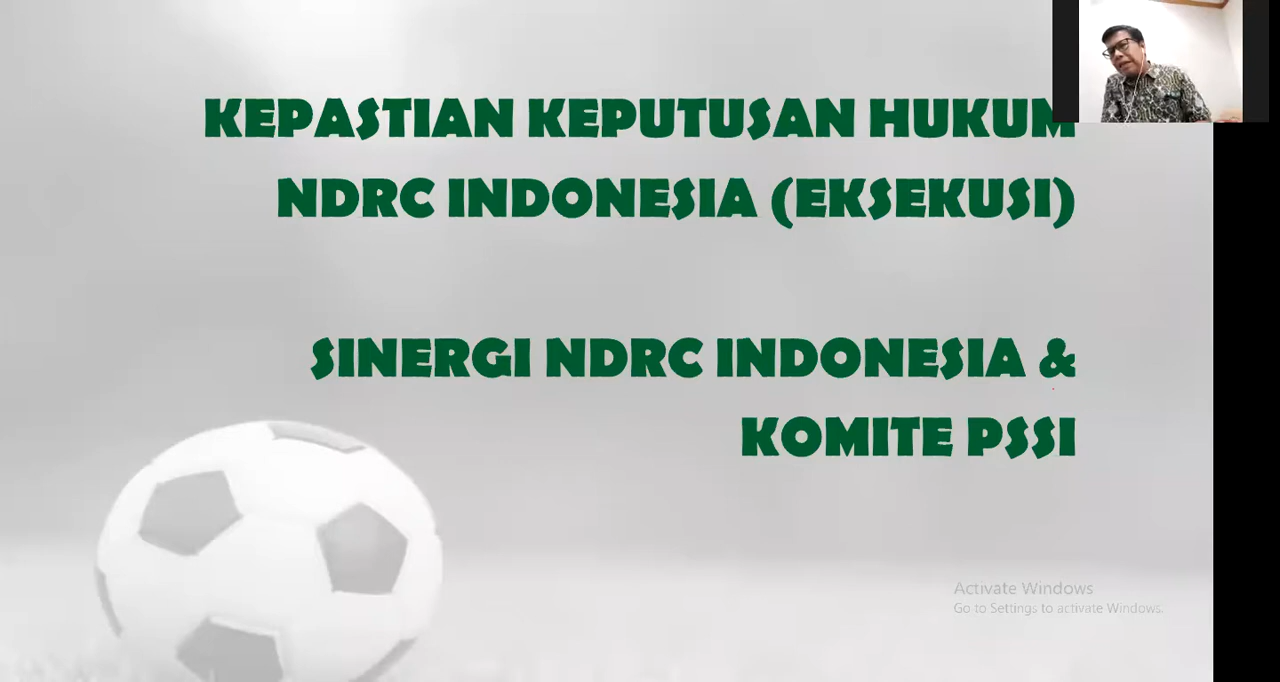 KEPASTIAN KEPUTUSAN HUKUM
NDRC INDONESIA (EKSEKUSI)
SINERGI NDRC INDONESIA &
KOMITE PSSI
Activate Windows
Go to Settings to activate Windows.